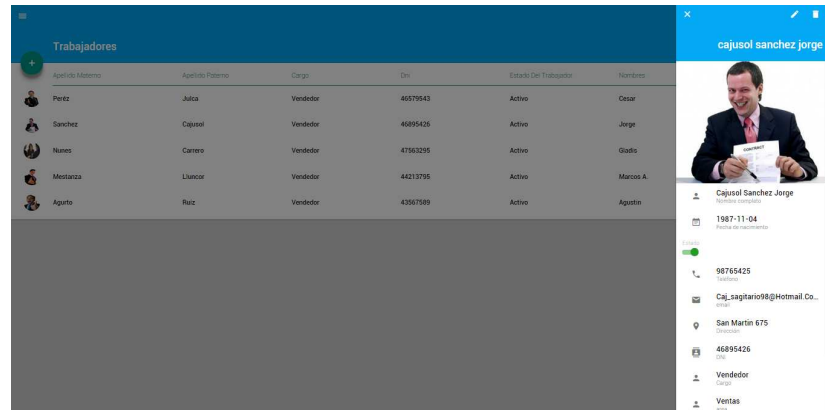 Trabajadores
Apellido Materno Apellido Paterno Cargo Dni Estado Del Trabajador Nombres
Peréz Julca Vendedor 46579543 Activo Cesar
Sanchez Cajusol Vendedor 46895426 Activo Jorge
Nunes Carrero Vendedor 47563295 Activo Gladis
Mestanza Lluncor Vendedor 44213795 Activo Marcos A.
Agurto Ruiz Vendedor 43567589 Activo Agustin
cajusol sanchez jorge
CONTRACT
Cajusol Sanchez Jorge
Nombre completo
1987-11-04
Fecha de nacimiento
Estado
98765425
Teléfono
Caj_sagitario98@Hotmail.Co...
email
San Martin 675
Dirección
46895426
DNI
Vendedor
Cargo
Ventas